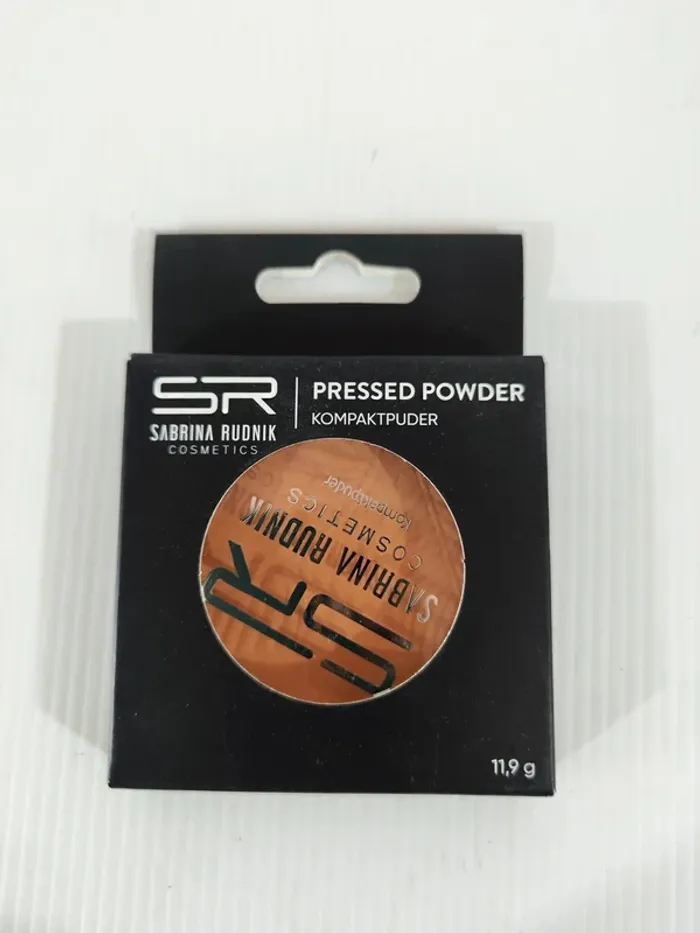 SR
SABRINA RUDNIK
COSMETICS
PRESSED POWDER
KOMPAKTPUDER
Kompaktpuder
COSMETICS
SABRINA RUDNIK
SR
11,9 g